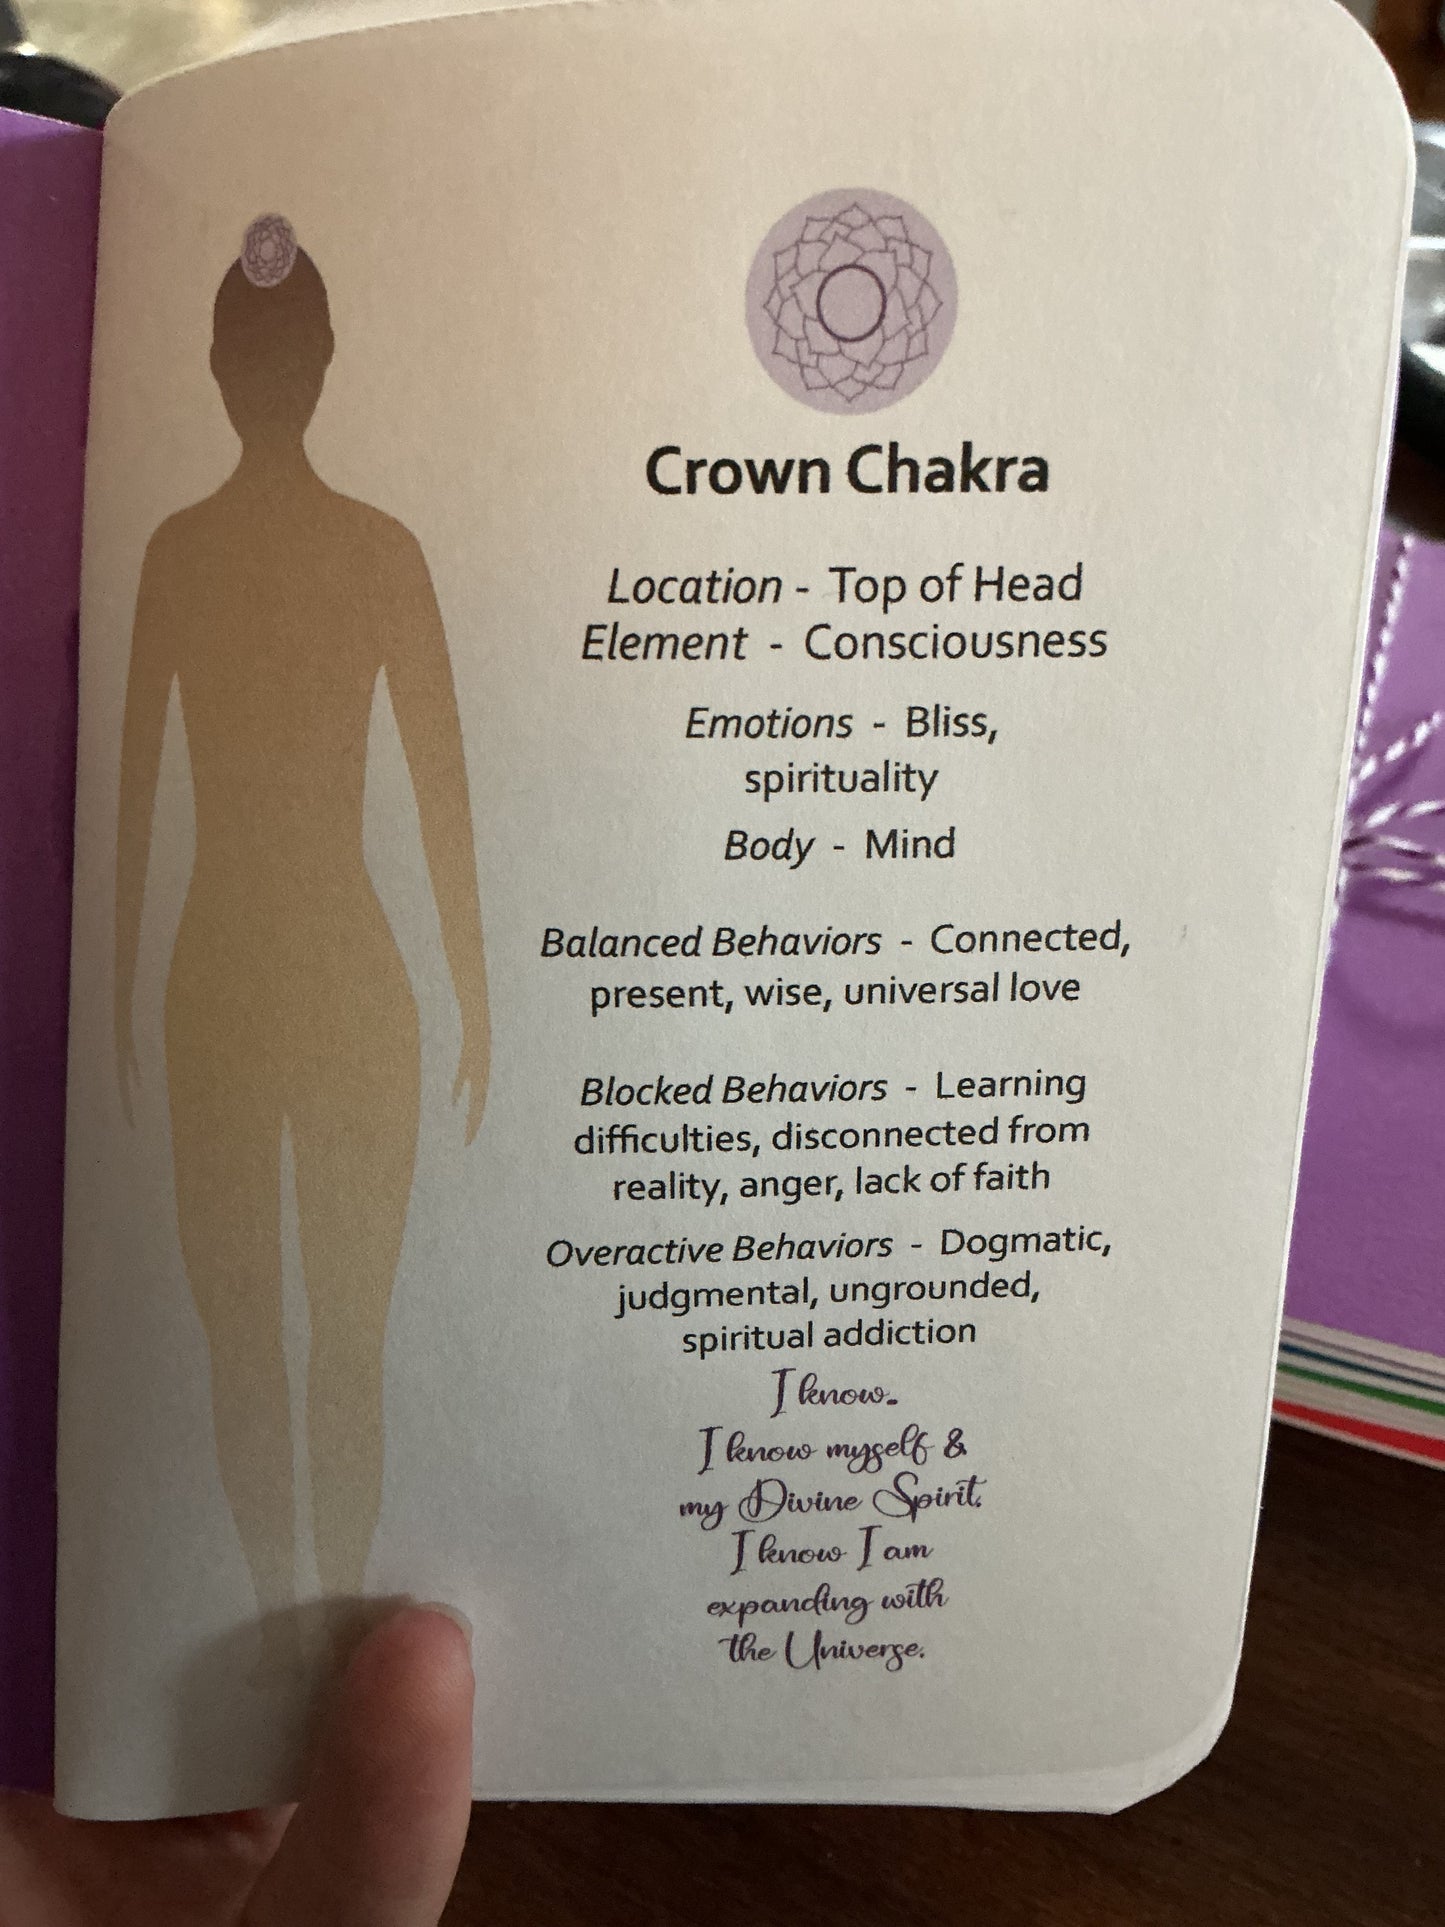 Crown Chakra
Location - Top of Head
Element - Consciousness
Emotions - Bliss,
spirituality
Body - Mind
Balanced Behaviors - Connected,
present, wise, universal love
Blocked Behaviors - Learning
difficulties, disconnected from
reality, anger, lack of faith
Overactive Behaviors - Dogmatic,
judgmental, ungrounded,
spiritual addiction
I know.
I know myself &
my Divine Spirit.
I know I am
expanding with
the Universe.